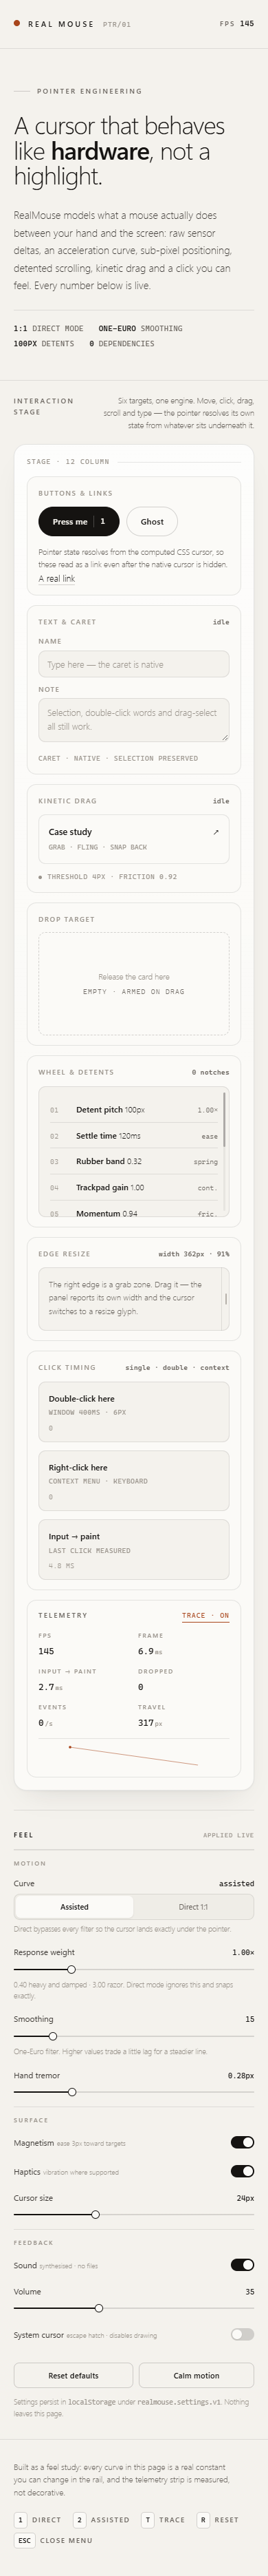 REAL MOUSE PTR/01 FPS 145
POINTER ENGINEERING
A cursor that behaves
like hardware, not a
highlight.
RealMouse models what a mouse actually does
between your hand and the screen: raw sensor
deltas, an acceleration curve, sub-pixel positioning,
detented scrolling, kinetic drag and a click you can
feel. Every number below is live.
1:1 DIRECT MODE ONE-EURO SMOOTHING
100PX DETENTS 0 DEPENDENCIES
INTERACTION
STAGE
Six targets, one engine. Move, click, drag,
scroll and type — the pointer resolves its own
state from whatever sits underneath it.
STAGE · 12 COLUMN
BUTTONS & LINKS
Press me 1 Ghost
Pointer state resolves from the computed CSS cursor, so
these read as a link even after the native cursor is hidden.
A real link
TEXT & CARET idle
NAME
Type here — the caret is native
NOTE
Selection, double-click words and drag-select
all still work.
CARET · NATIVE · SELECTION PRESERVED
KINETIC DRAG idle
Case study ↗
GRAB · FLING · SNAP BACK
● THRESHOLD 4PX · FRICTION 0.92
DROP TARGET
Release the card here
EMPTY · ARMED ON DRAG
WHEEL & DETENTS 0 notches
01 Detent pitch 100px 1.00×
02 Settle time 120ms ease
03 Rubber band 0.32 spring
04 Trackpad gain 1.00 cont.
05 Momentum 0.94 fric.
EDGE RESIZE width 362px · 91%
The right edge is a grab zone. Drag it — the
panel reports its own width and the cursor
switches to a resize glyph.
CLICK TIMING single · double · context
Double-click here
WINDOW 400MS · 6PX
0
Right-click here
CONTEXT MENU · KEYBOARD
0
Input → paint
LAST CLICK MEASURED
4.8 MS
TELEMETRY TRACE · ON
FPS FRAME
145 6.9ms
INPUT → PAINT DROPPED
2.7ms 0
EVENTS TRAVEL
0/s 317px
FEEL APPLIED LIVE
MOTION
Curve assisted
Assisted Direct 1:1
Direct bypasses every filter so the cursor lands exactly under the pointer.
Response weight 1.00×
0.40 heavy and damped · 3.00 razor. Direct mode ignores this and snaps
exactly.
Smoothing 15
One-Euro filter. Higher values trade a little lag for a steadier line.
Hand tremor 0.28px
SURFACE
Magnetism ease 3px toward targets
Haptics vibration where supported
Cursor size 24px
FEEDBACK
Sound synthesised · no files
Volume 35
System cursor escape hatch · disables drawing
Reset defaults Calm motion
Settings persist in localStorage under realmouse.settings.v1. Nothing
leaves this page.
Built as a feel study: every curve in this page is a real constant
you can change in the rail, and the telemetry strip is measured,
not decorative.
1 DIRECT 2 ASSISTED T TRACE R RESET
ESC CLOSE MENU